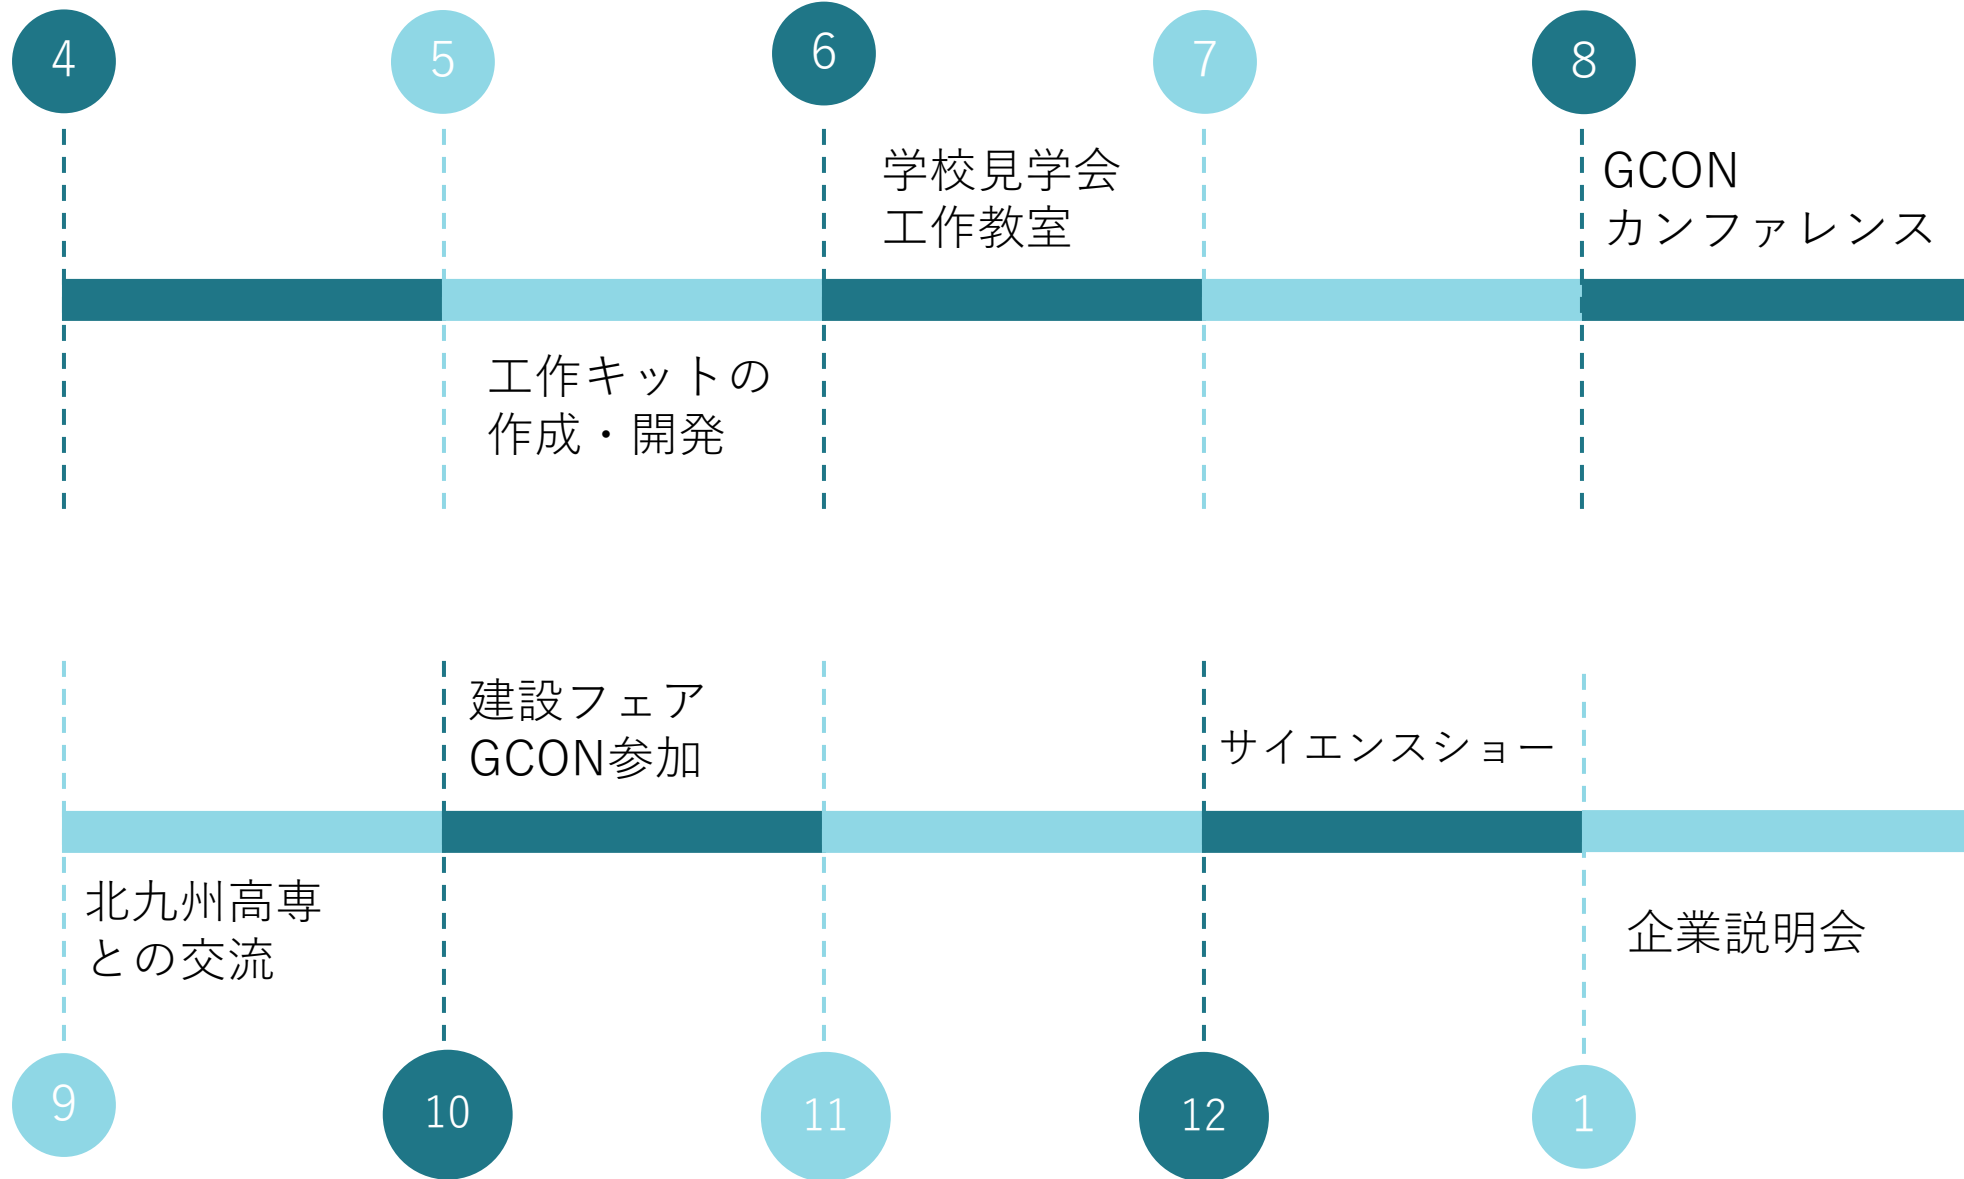 4
5
6
7
8
学校見学会
工作教室
GCON
カンファレンス
工作キットの
作成・開発
建設フェア
GCON参加
サイエンスショー
北九州高専
との交流
企業説明会
9
10
11
12
1